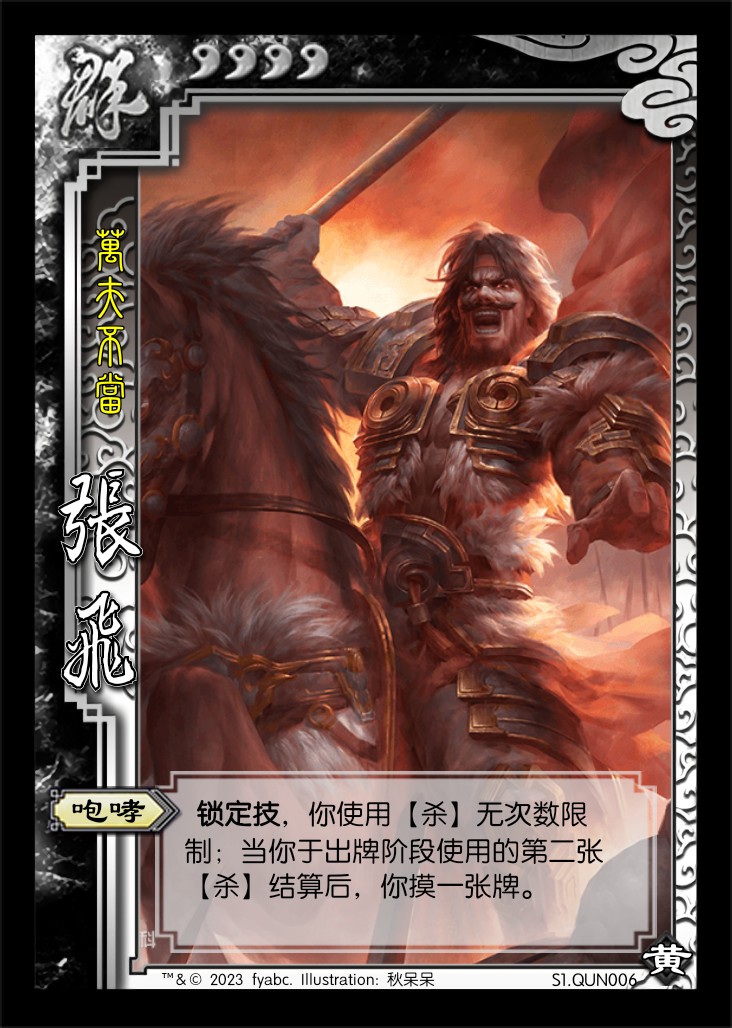 群
萬夫不當
張飛
咆哮
锁定技，你使用【杀】无次数限
制；当你于出牌阶段使用的第二张
【杀】结算后，你摸一张牌。
™ & © 2023 fyabc. Illustration: 秋呆呆
S1.QUN006
黄